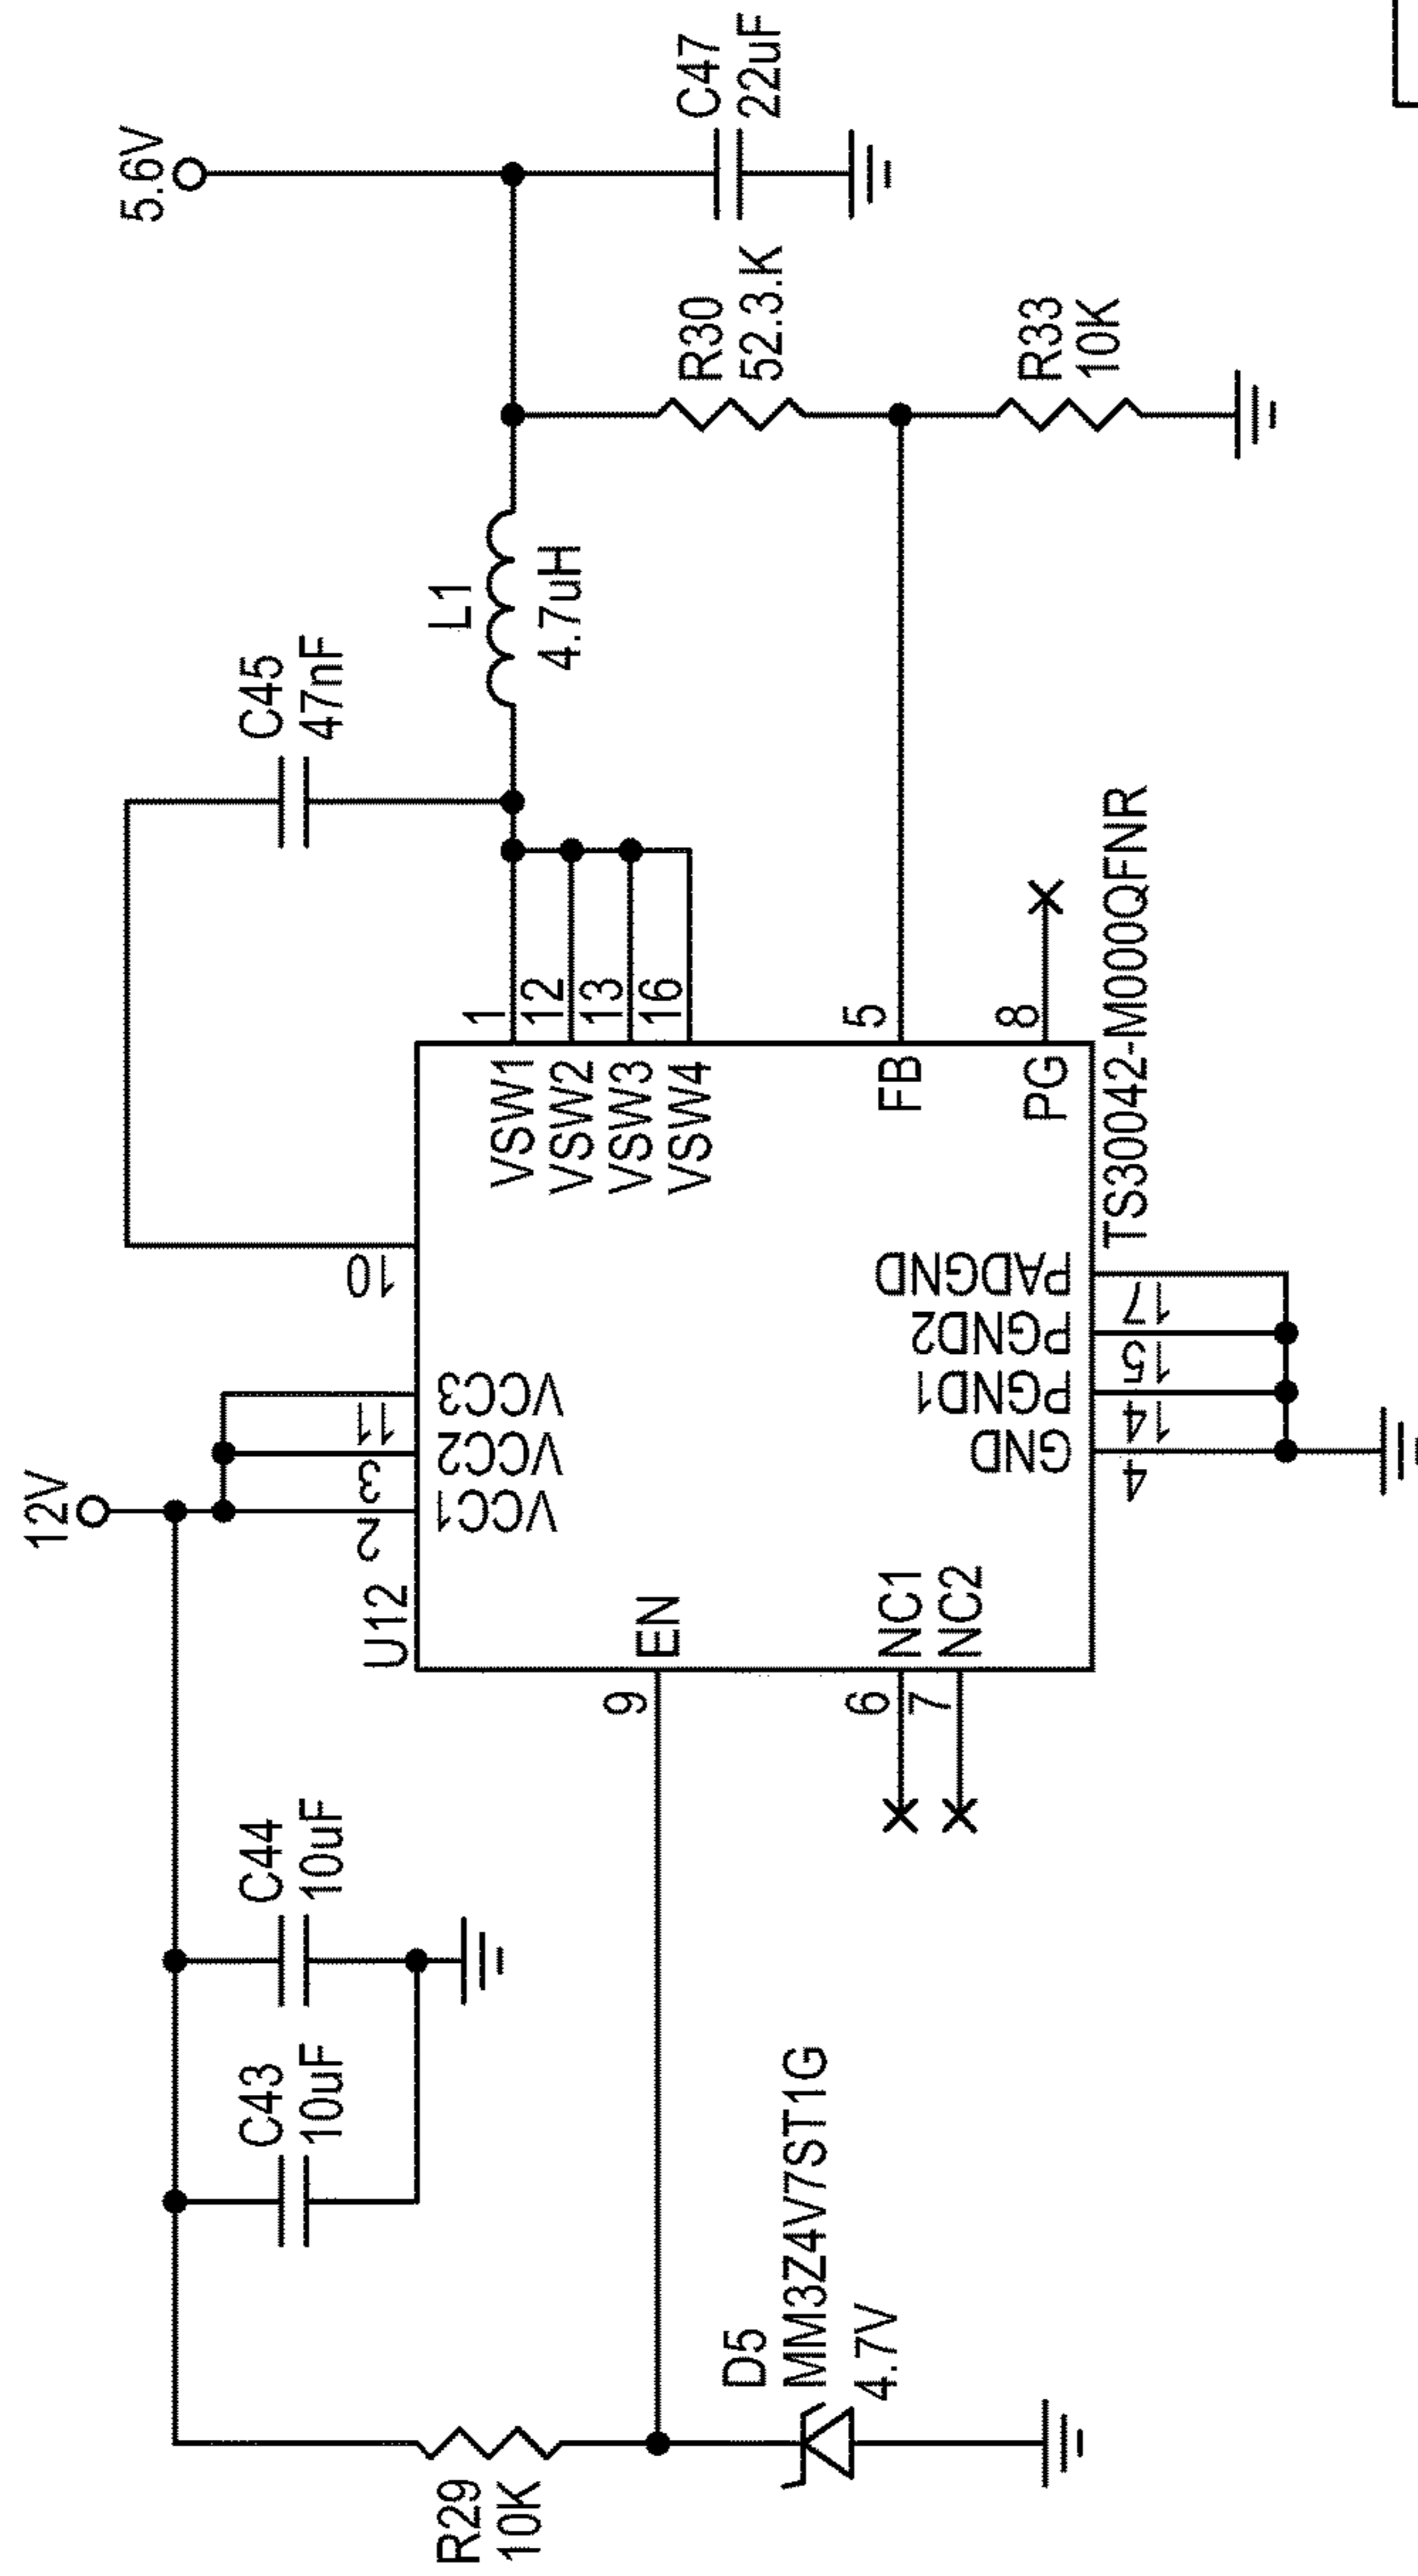 12V
5.6V
C45
47nF
L1
4.7uH
C47
22uF
R30
52.3.K
R33
10K
C43
10uF
C44
10uF
R29
10K
D5
MM3Z4V7ST1G
4.7V
U12
2
3
11
10
VCC1
VCC2
VCC3
9
EN
6
NC1
7
NC2
1
VSW1
12
VSW2
13
VSW3
16
VSW4
5
FB
8
PG
GND
PGND1
PGND2
PADGND
4
14
15
17
TS30042-M000QFNR